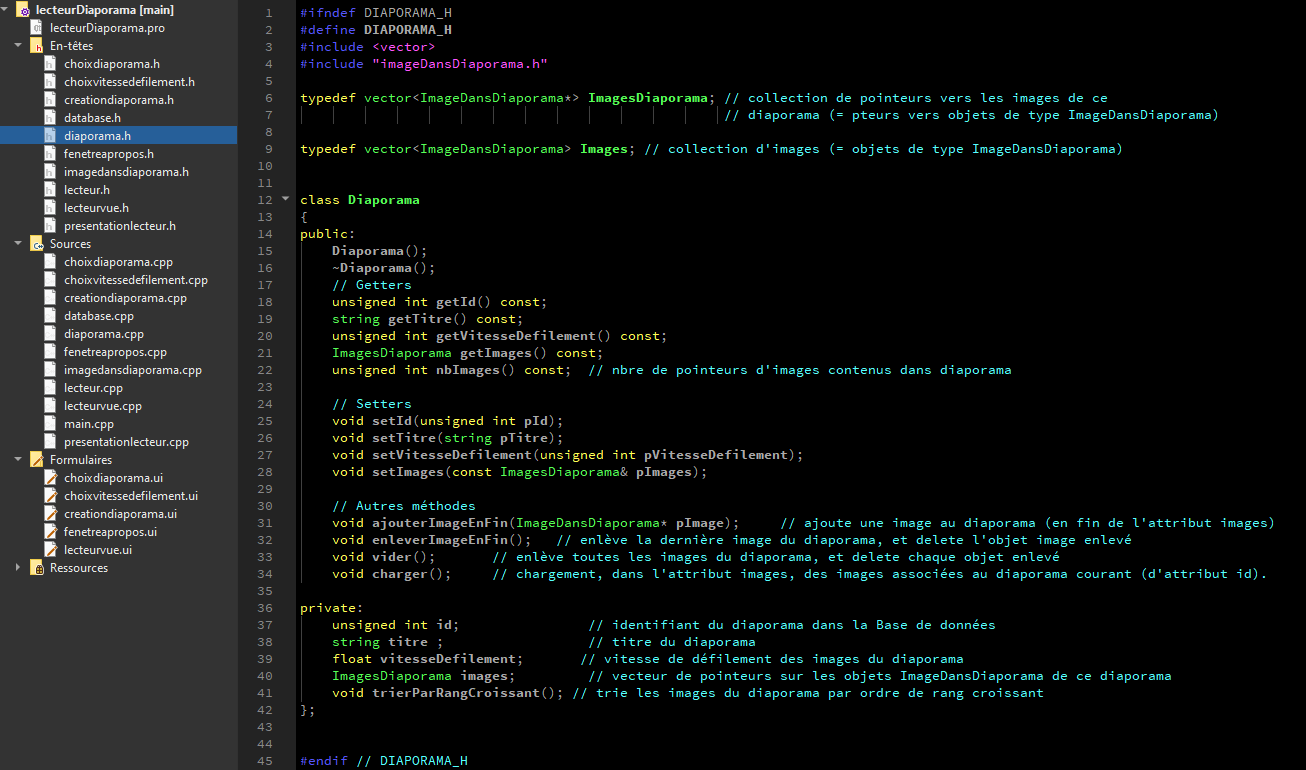 lecteurDiaporama [main]
lecteurDiaporama.pro
En-têtes
choixdiaporama.h
choixvitessedefilement.h
creationdiaporama.h
database.h
diaporama.h
fenetreapropos.h
imagedansdiaporama.h
lecteur.h
lecteurvue.h
presentationlecteur.h
Sources
choixdiaporama.cpp
choixvitessedefilement.cpp
creationdiaporama.cpp
database.cpp
diaporama.cpp
fenetreapropos.cpp
imagedansdiaporama.cpp
lecteur.cpp
lecteurvue.cpp
main.cpp
presentationlecteur.cpp
Formulaires
choixdiaporama.ui
choixvitessedefilement.ui
creationdiaporama.ui
fenetreapropos.ui
lecteurvue.ui
Ressources
1 #ifndef DIAPORAMA_H
2 #define DIAPORAMA_H
3 #include <vector>
4 #include "imageDansDiaporama.h"
5
6 typedef vector<ImageDansDiaporama*> ImagesDiaporama; // collection de pointeurs vers les images de ce
7 // diaporama (= pteurs vers objets de type ImageDansDiaporama)
8
9 typedef vector<ImageDansDiaporama> Images; // collection d'images (= objets de type ImageDansDiaporama)
10
11
12 class Diaporama
13 {
14 public:
15 Diaporama();
16 ~Diaporama();
17 // Getters
18 unsigned int getId() const;
19 string getTitre() const;
20 unsigned int getVitesseDefilement() const;
21 ImagesDiaporama getImages() const;
22 unsigned int nbImages() const; // nbre de pointeurs d'images contenus dans diaporama
23
24 // Setters
25 void setId(unsigned int pId);
26 void setTitre(string pTitre);
27 void setVitesseDefilement(unsigned int pVitesseDefilement);
28 void setImages(const ImagesDiaporama& pImages);
29
30 // Autres méthodes
31 void ajouterImageEnFin(ImageDansDiaporama* pImage); // ajoute une image au diaporama (en fin de l'attribut images)
32 void enleverImageEnFin(); // enlève la dernière image du diaporama, et delete l'objet image enlevé
33 void vider(); // enlève toutes les images du diaporama, et delete chaque objet enlevé
34 void charger(); // chargement, dans l'attribut images, des images associées au diaporama courant (d'attribut id).
35
36 private:
37 unsigned int id; // identifiant du diaporama dans la Base de données
38 string titre ; // titre du diaporama
39 float vitesseDefilement; // vitesse de défilement des images du diaporama
40 ImagesDiaporama images; // vecteur de pointeurs sur les objets ImageDansDiaporama de ce diaporama
41 void trierParRangCroissant(); // trie les images du diaporama par ordre de rang croissant
42 };
43
44
45 #endif // DIAPORAMA_H